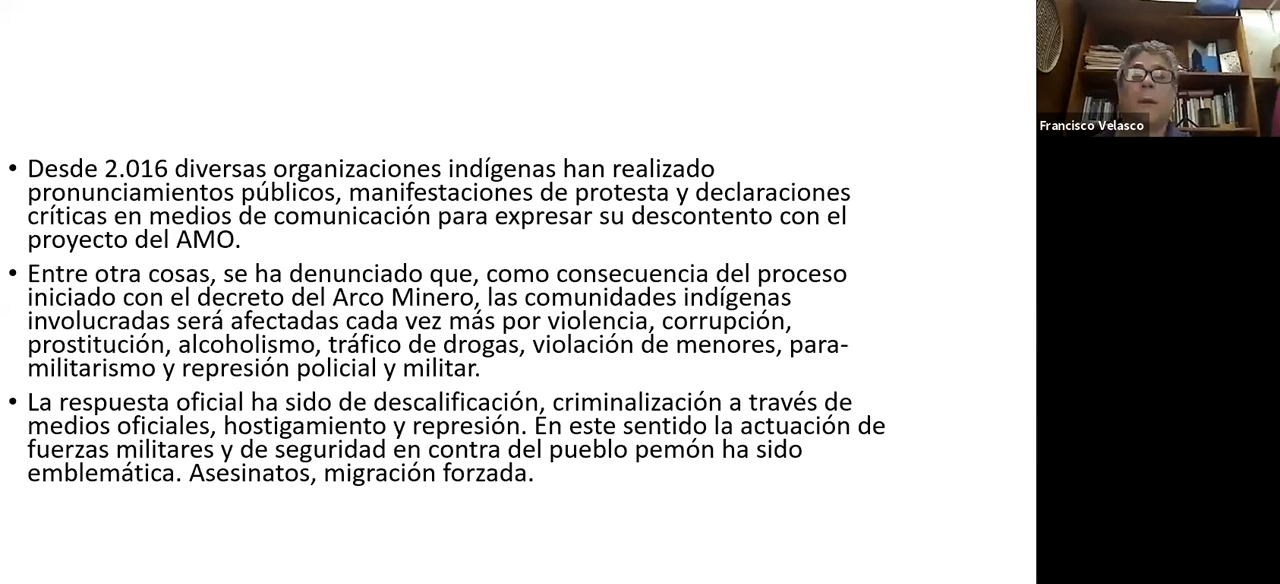 • Desde 2.016 diversas organizaciones indígenas han realizado
pronunciamientos públicos, manifestaciones de protesta y declaraciones
críticas en medios de comunicación para expresar su descontento con el
proyecto del AMO.
• Entre otra cosas, se ha denunciado que, como consecuencia del proceso
iniciado con el decreto del Arco Minero, las comunidades indígenas
involucradas será afectadas cada vez más por violencia, corrupción,
prostitución, alcoholismo, tráfico de drogas, violación de menores, para-
militarismo y represión policial y militar.
• La respuesta oficial ha sido de descalificación, criminalización a través de
medios oficiales, hostigamiento y represión. En este sentido la actuación de
fuerzas militares y de seguridad en contra del pueblo pemón ha sido
emblemática. Asesinatos, migración forzada.
Francisco Velasco